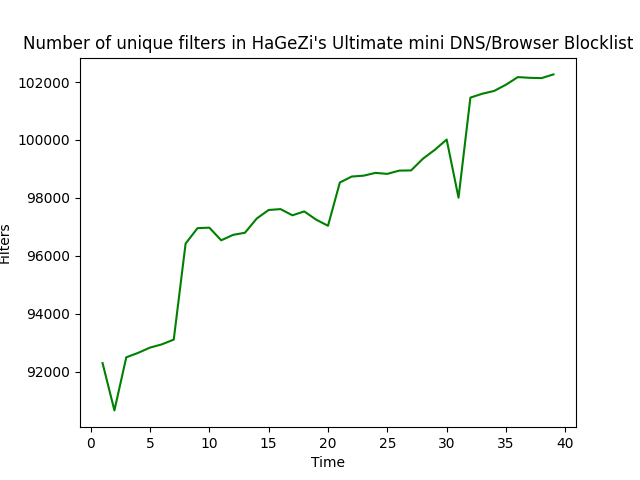 Number of unique filters in HaGeZi's Ultimate mini DNS/Browser Blocklist
102000
100000
98000
96000
94000
92000
Filters
0 5 10 15 20 25 30 35 40
Time